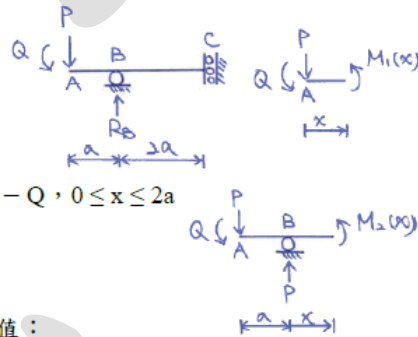 P
Q
A
B
C
R_B
a
2a
P
Q
A
M₁(x)
x
− Q，0 ≤ x ≤ 2a
P
Q
A
B
M₂(x)
P
a
x
值：